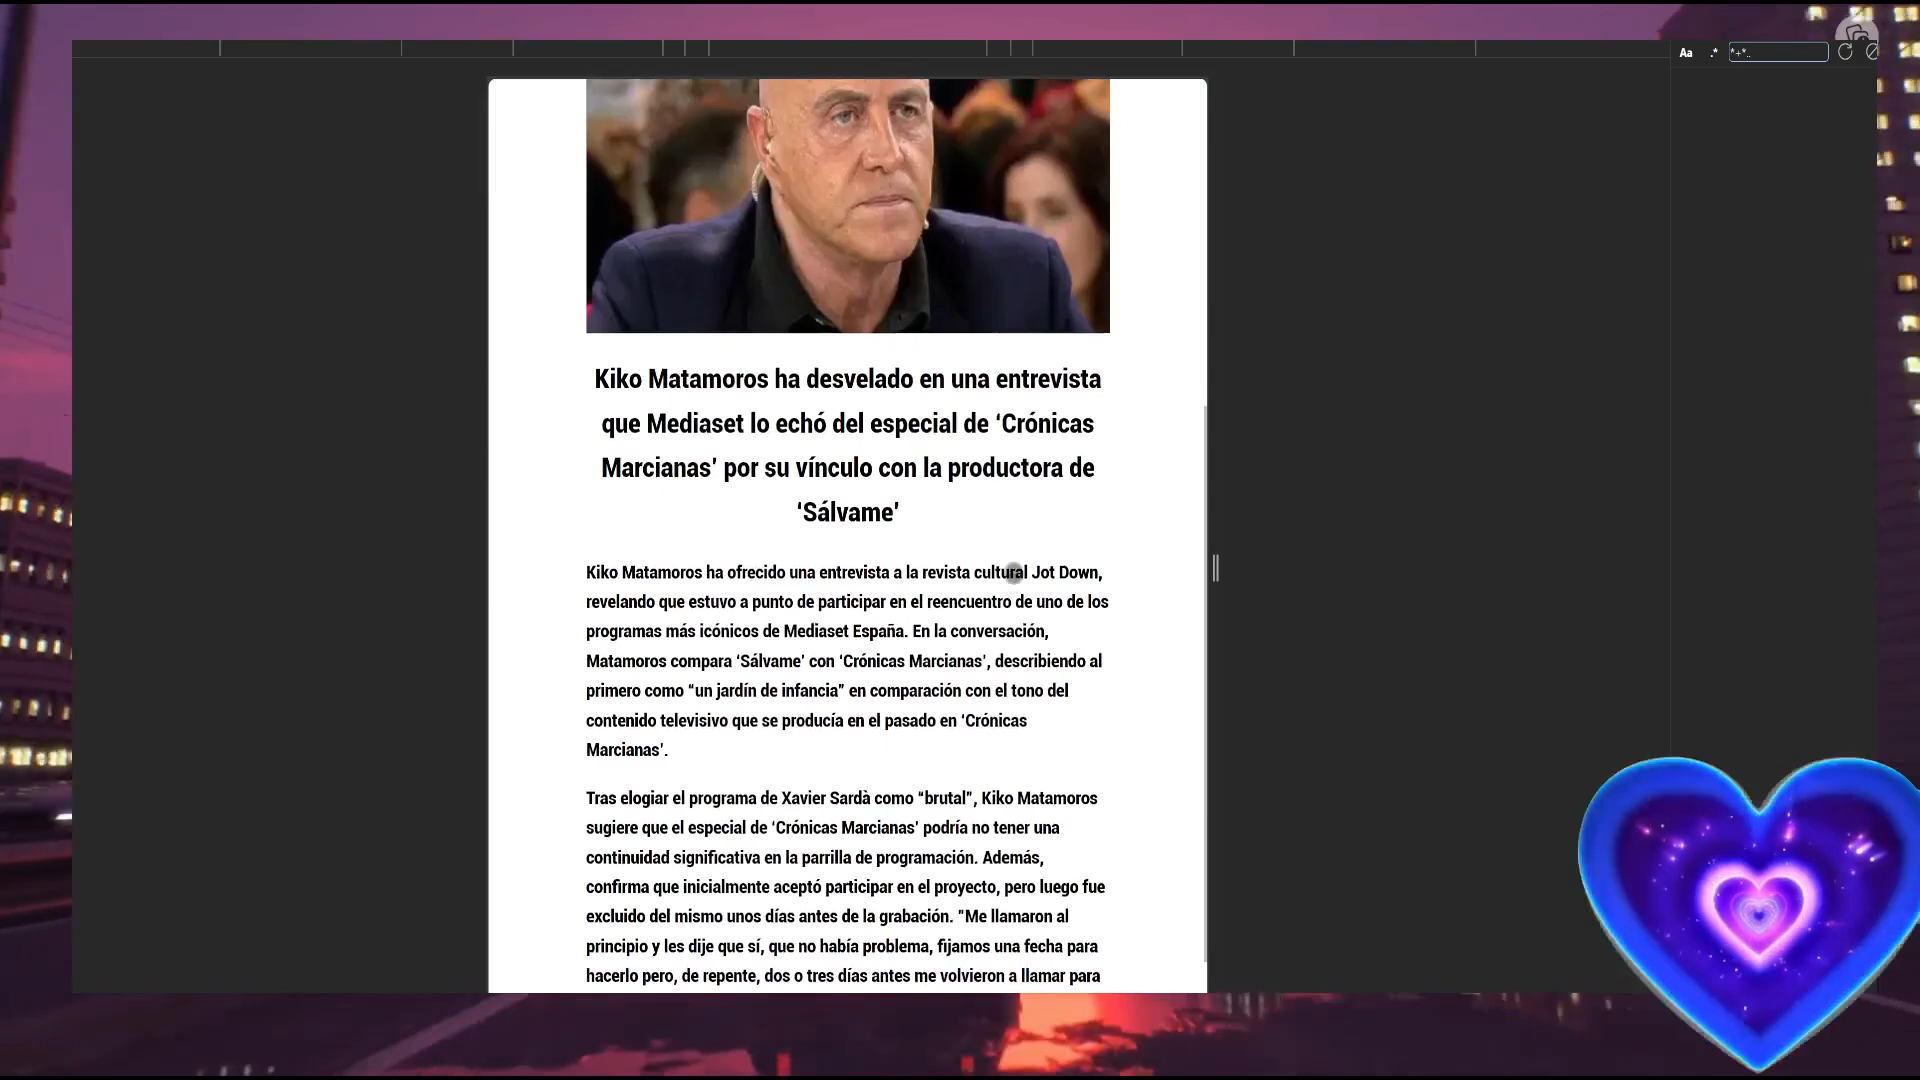 Aa .* *+*..
Kiko Matamoros ha desvelado en una entrevista
que Mediaset lo echó del especial de ‘Crónicas
Marcianas’ por su vínculo con la productora de
‘Sálvame’
Kiko Matamoros ha ofrecido una entrevista a la revista cultural Jot Down,
revelando que estuvo a punto de participar en el reencuentro de uno de los
programas más icónicos de Mediaset España. En la conversación,
Matamoros compara ‘Sálvame’ con ‘Crónicas Marcianas’, describiendo al
primero como “un jardín de infancia” en comparación con el tono del
contenido televisivo que se producía en el pasado en ‘Crónicas
Marcianas’.
Tras elogiar el programa de Xavier Sardà como “brutal”, Kiko Matamoros
sugiere que el especial de ‘Crónicas Marcianas’ podría no tener una
continuidad significativa en la parrilla de programación. Además,
confirma que inicialmente aceptó participar en el proyecto, pero luego fue
excluido del mismo unos días antes de la grabación. "Me llamaron al
principio y les dije que sí, que no había problema, fijamos una fecha para
hacerlo pero, de repente, dos o tres días antes me volvieron a llamar para